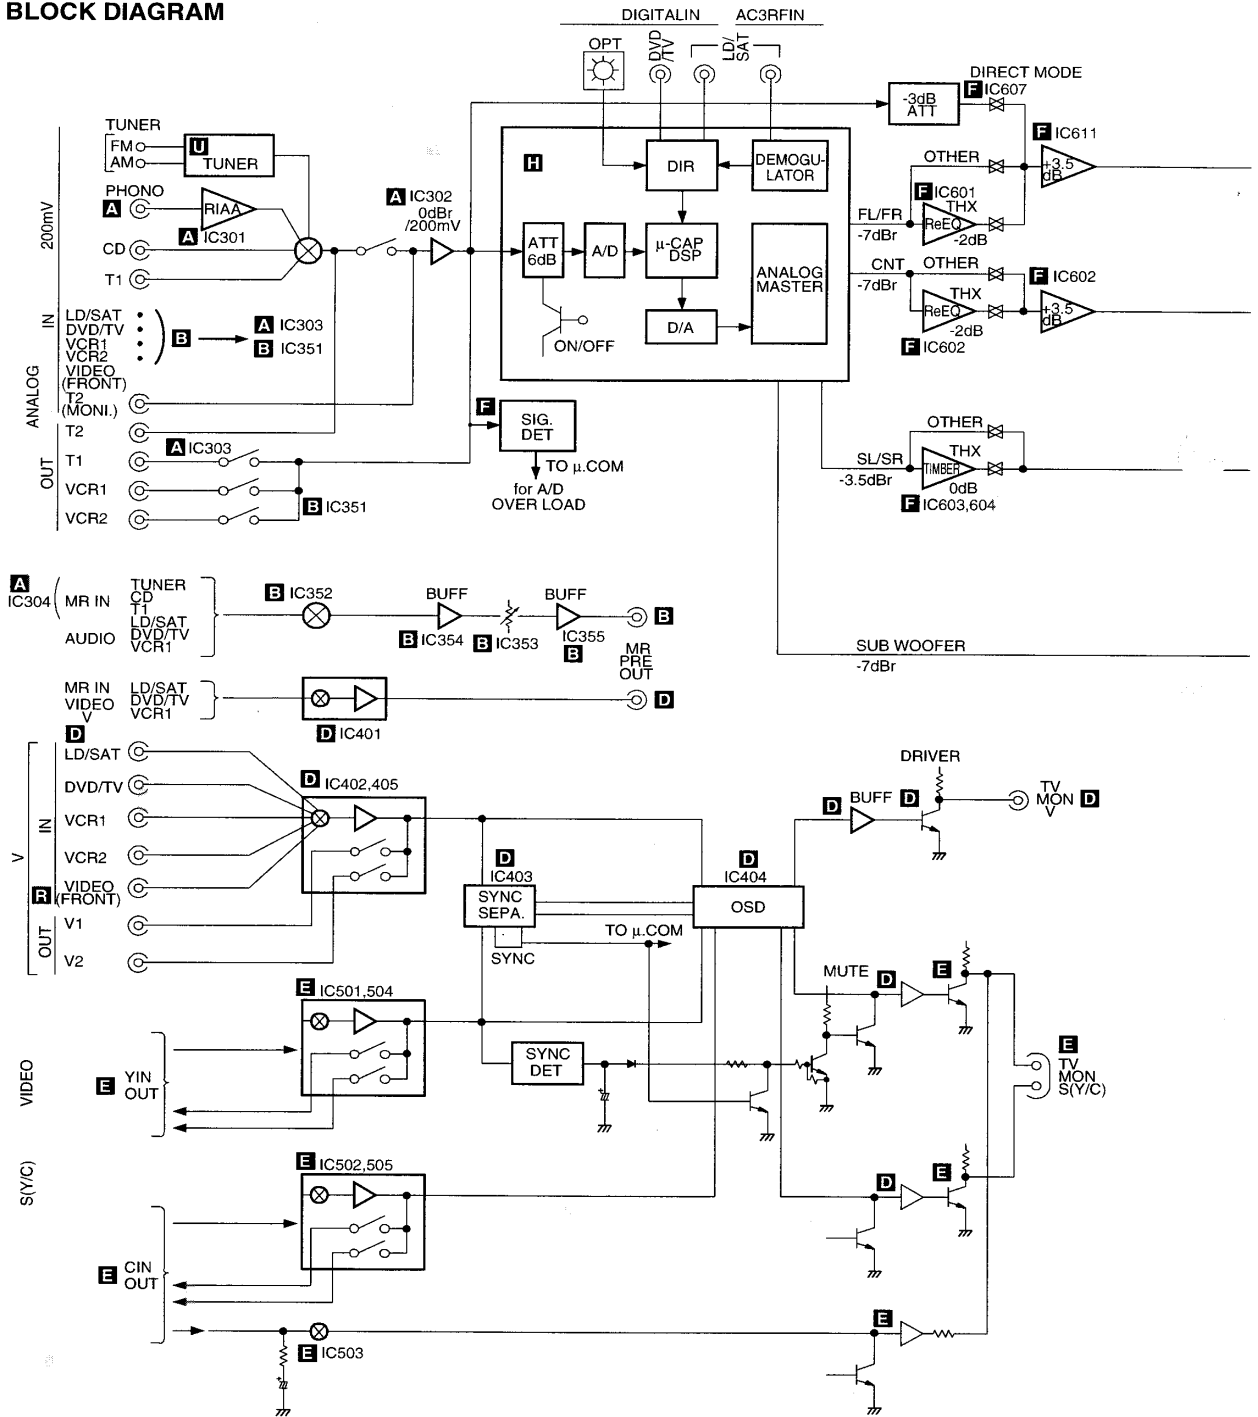 BLOCK DIAGRAM
DIGITALIN
AC3RFIN
OPT
DVD
/TV
LD/
SAT
DIRECT MODE
F IC607
-3dB
ATT
TUNER
FM
AM
U
TUNER
PHONO
A
RIAA
A IC301
CD
T1
200mV
A IC302
0dBr
/200mV
H
DIR
DEMOGU-
LATOR
ATT
6dB
A/D
µ-CAP
DSP
D/A
ANALOG
MASTER
ON/OFF
OTHER
F IC611
+3.5
dB
FL/FR
-7dBr
F IC601
THX
ReEQ
-2dB
CNT
-7dBr
OTHER
F IC602
THX
ReEQ
-2dB
+3.5
dB
F IC602
IN
ANALOG
LD/SAT
DVD/TV
VCR1
VCR2
VIDEO
(FRONT)
B
A IC303
B IC351
T2
(MONI.)
T2
OUT
T1
VCR1
VCR2
A IC303
B IC351
F
SIG.
DET
TO µ.COM
for A/D
OVER LOAD
OTHER
SL/SR
-3.5dBr
THX
TIMBER
0dB
F IC603,604
A
IC304
MR IN
AUDIO
TUNER
CD
T1
LD/SAT
DVD/TV
VCR1
B IC352
BUFF
B IC354
B IC353
BUFF
IC355
B
B
MR
PRE
OUT
D
SUB WOOFER
-7dBr
MR IN
VIDEO
V
LD/SAT
DVD/TV
VCR1
D IC401
D
LD/SAT
DVD/TV
VCR1
VCR2
VIDEO
(FRONT)
R
V
IN
OUT
V1
V2
D IC402,405
D
IC403
SYNC
SEPA.
SYNC
TO µ.COM
D
IC404
OSD
DRIVER
D
BUFF
D
TV
MON
V
D
E IC501,504
VIDEO
E
YIN
OUT
SYNC
DET
MUTE
D
E
E
TV
MON
S(Y/C)
S(Y/C)
E IC502,505
E
CIN
OUT
D
E
E IC503
E